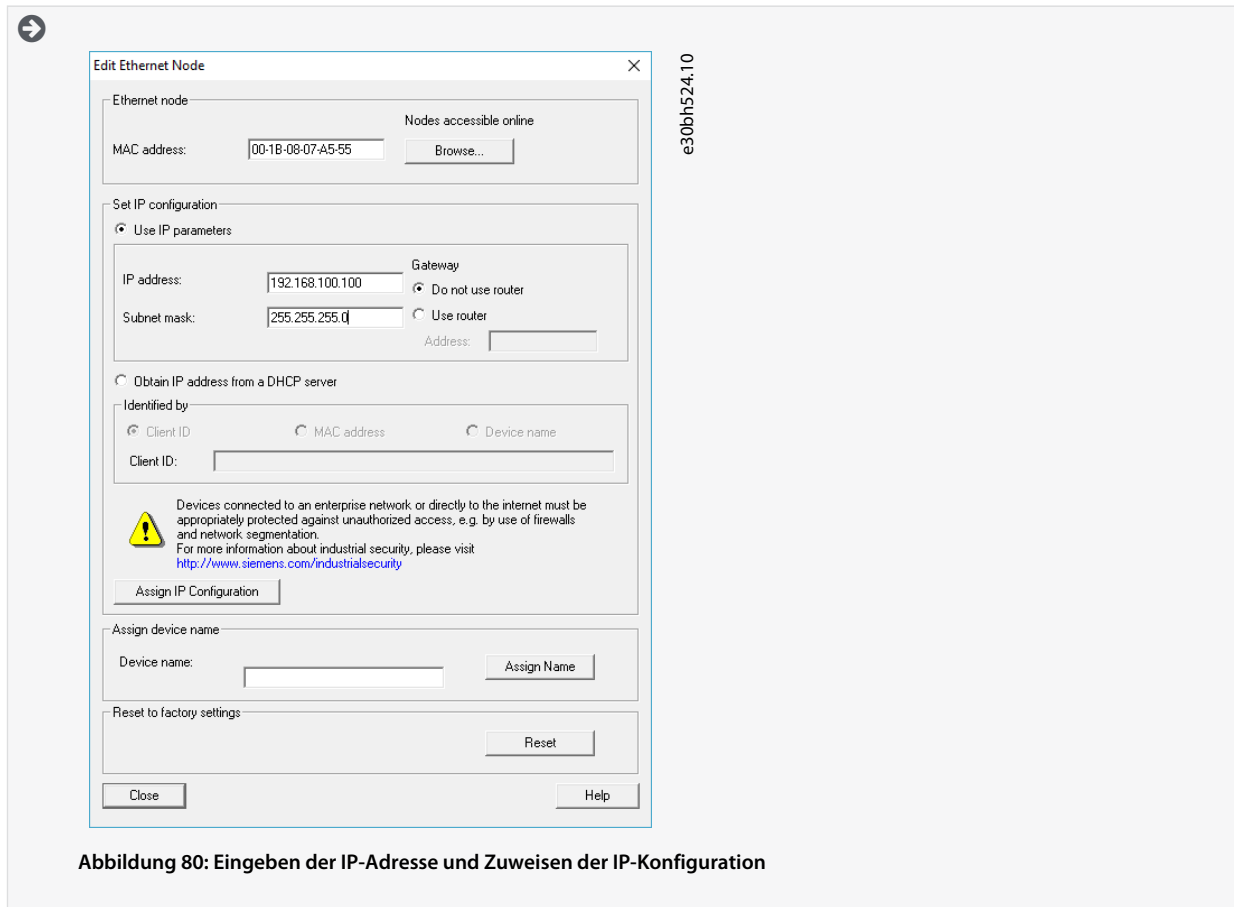 Edit Ethernet Node
e30bh524.10
Ethernet node
Nodes accessible online
MAC address: 00-1B-08-07-A5-55 Browse...
Set IP configuration
Use IP parameters
Gateway
IP address: 192.168.100.100 Do not use router
Subnet mask: 255.255.255.0 Use router
Address:
Obtain IP address from a DHCP server
Identified by
Client ID MAC address Device name
Client ID:
Devices connected to an enterprise network or directly to the internet must be
appropriately protected against unauthorized access, e.g. by use of firewalls
and network segmentation.
For more information about industrial security, please visit
http://www.siemens.com/industrialsecurity
Assign IP Configuration
Assign device name
Device name: Assign Name
Reset to factory settings
Reset
Close Help
Abbildung 80: Eingeben der IP-Adresse und Zuweisen der IP-Konfiguration